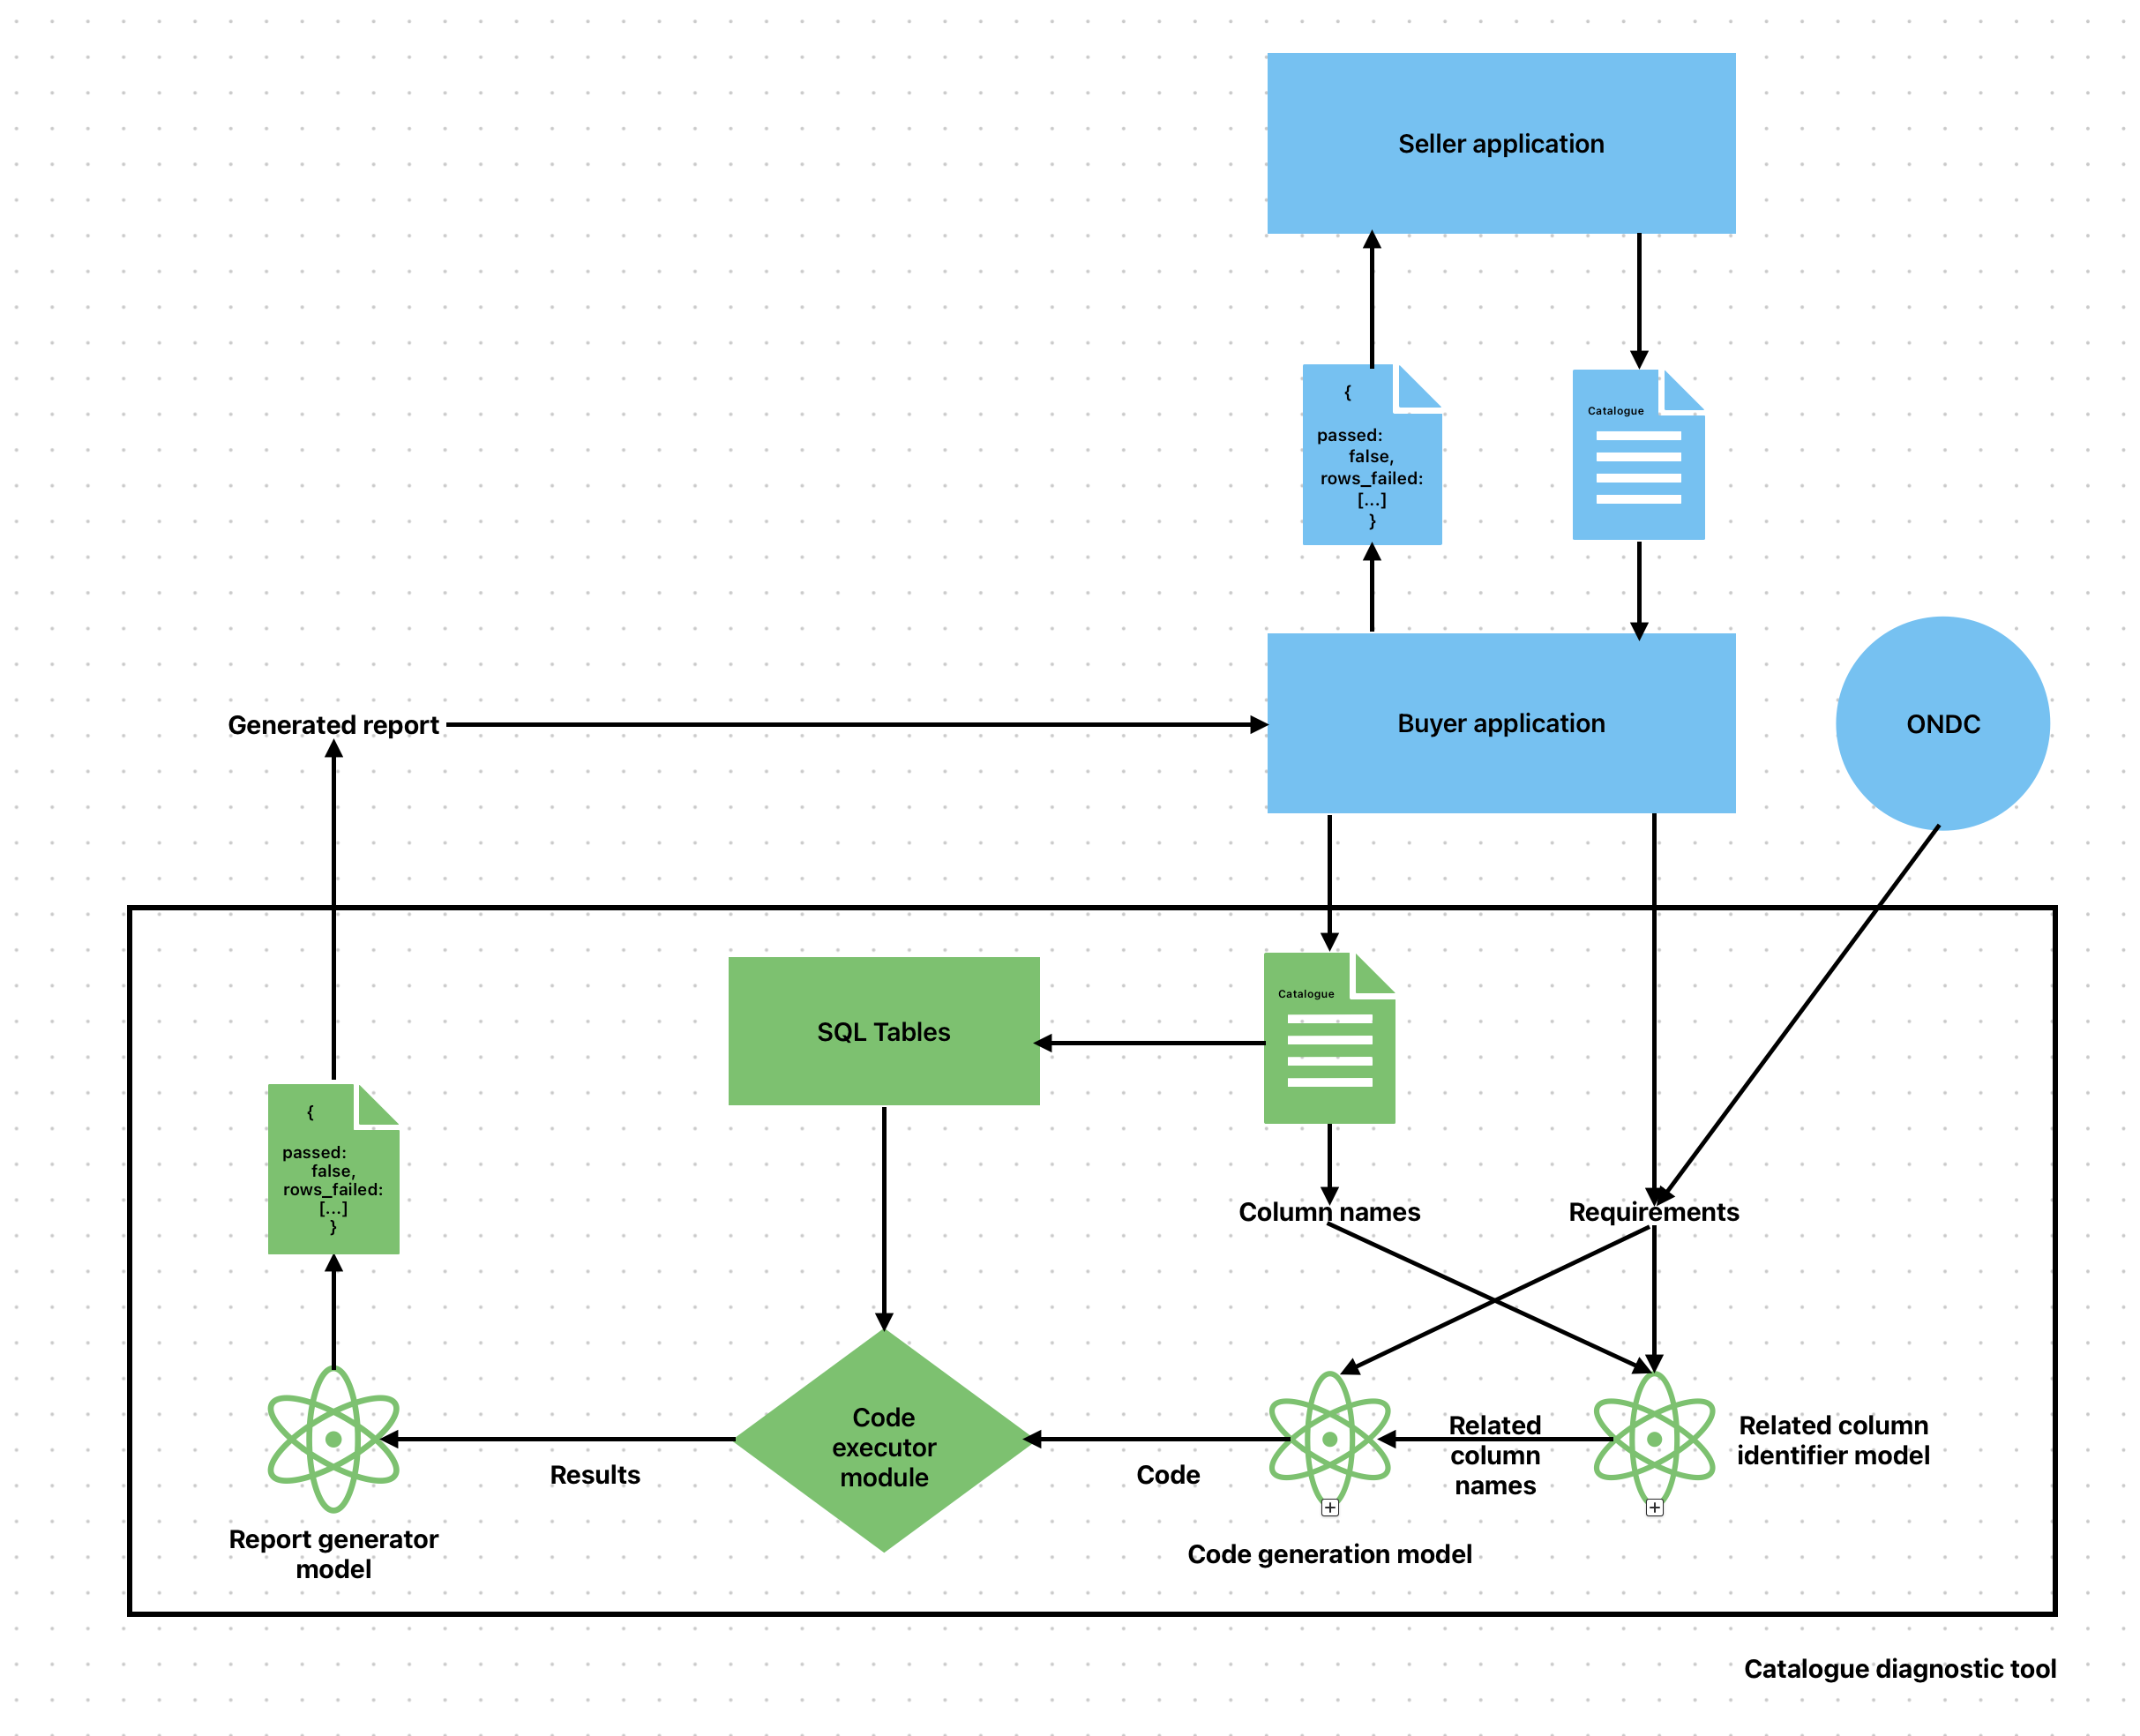 Seller application
{
passed:
false,
rows_failed:
[...]
}
Catalogue
Generated report
Buyer application
ONDC
SQL Tables
Catalogue
{
passed:
false,
rows_failed:
[...]
}
Column names
Requirements
Code
executor
module
Related
column
names
Related column
identifier model
Results
Code
Report generator
model
Code generation model
Catalogue diagnostic tool